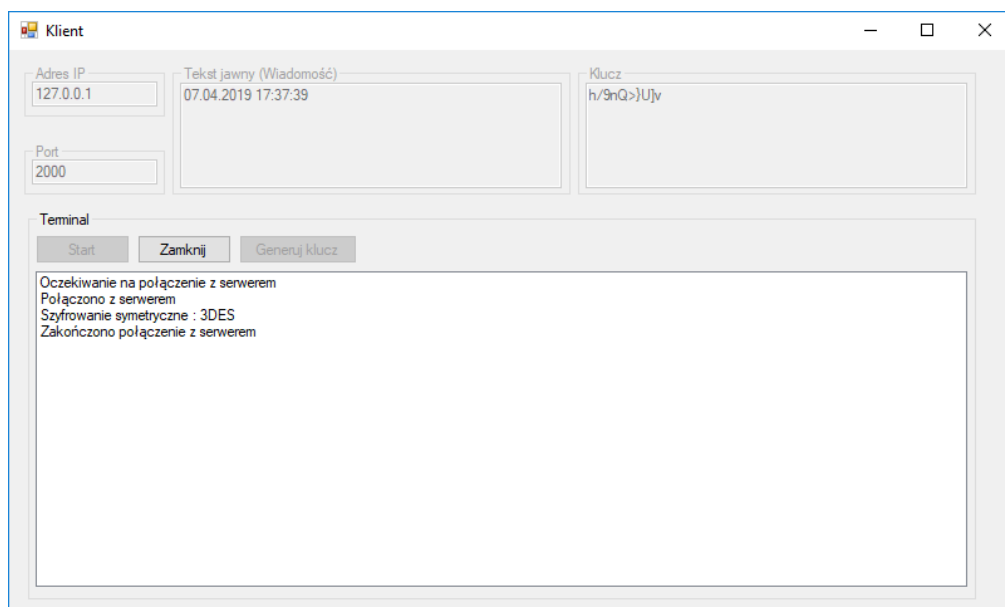 Klient
Adres IP
127.0.0.1
Tekst jawny (Wiadomość)
07.04.2019 17:37:39
Klucz
h/9nQ>}U]v
Port
2000
Terminal
Start
Zamknij
Generuj klucz
Oczekiwanie na połączenie z serwerem
Połączono z serwerem
Szyfrowanie symetryczne : 3DES
Zakończono połączenie z serwerem